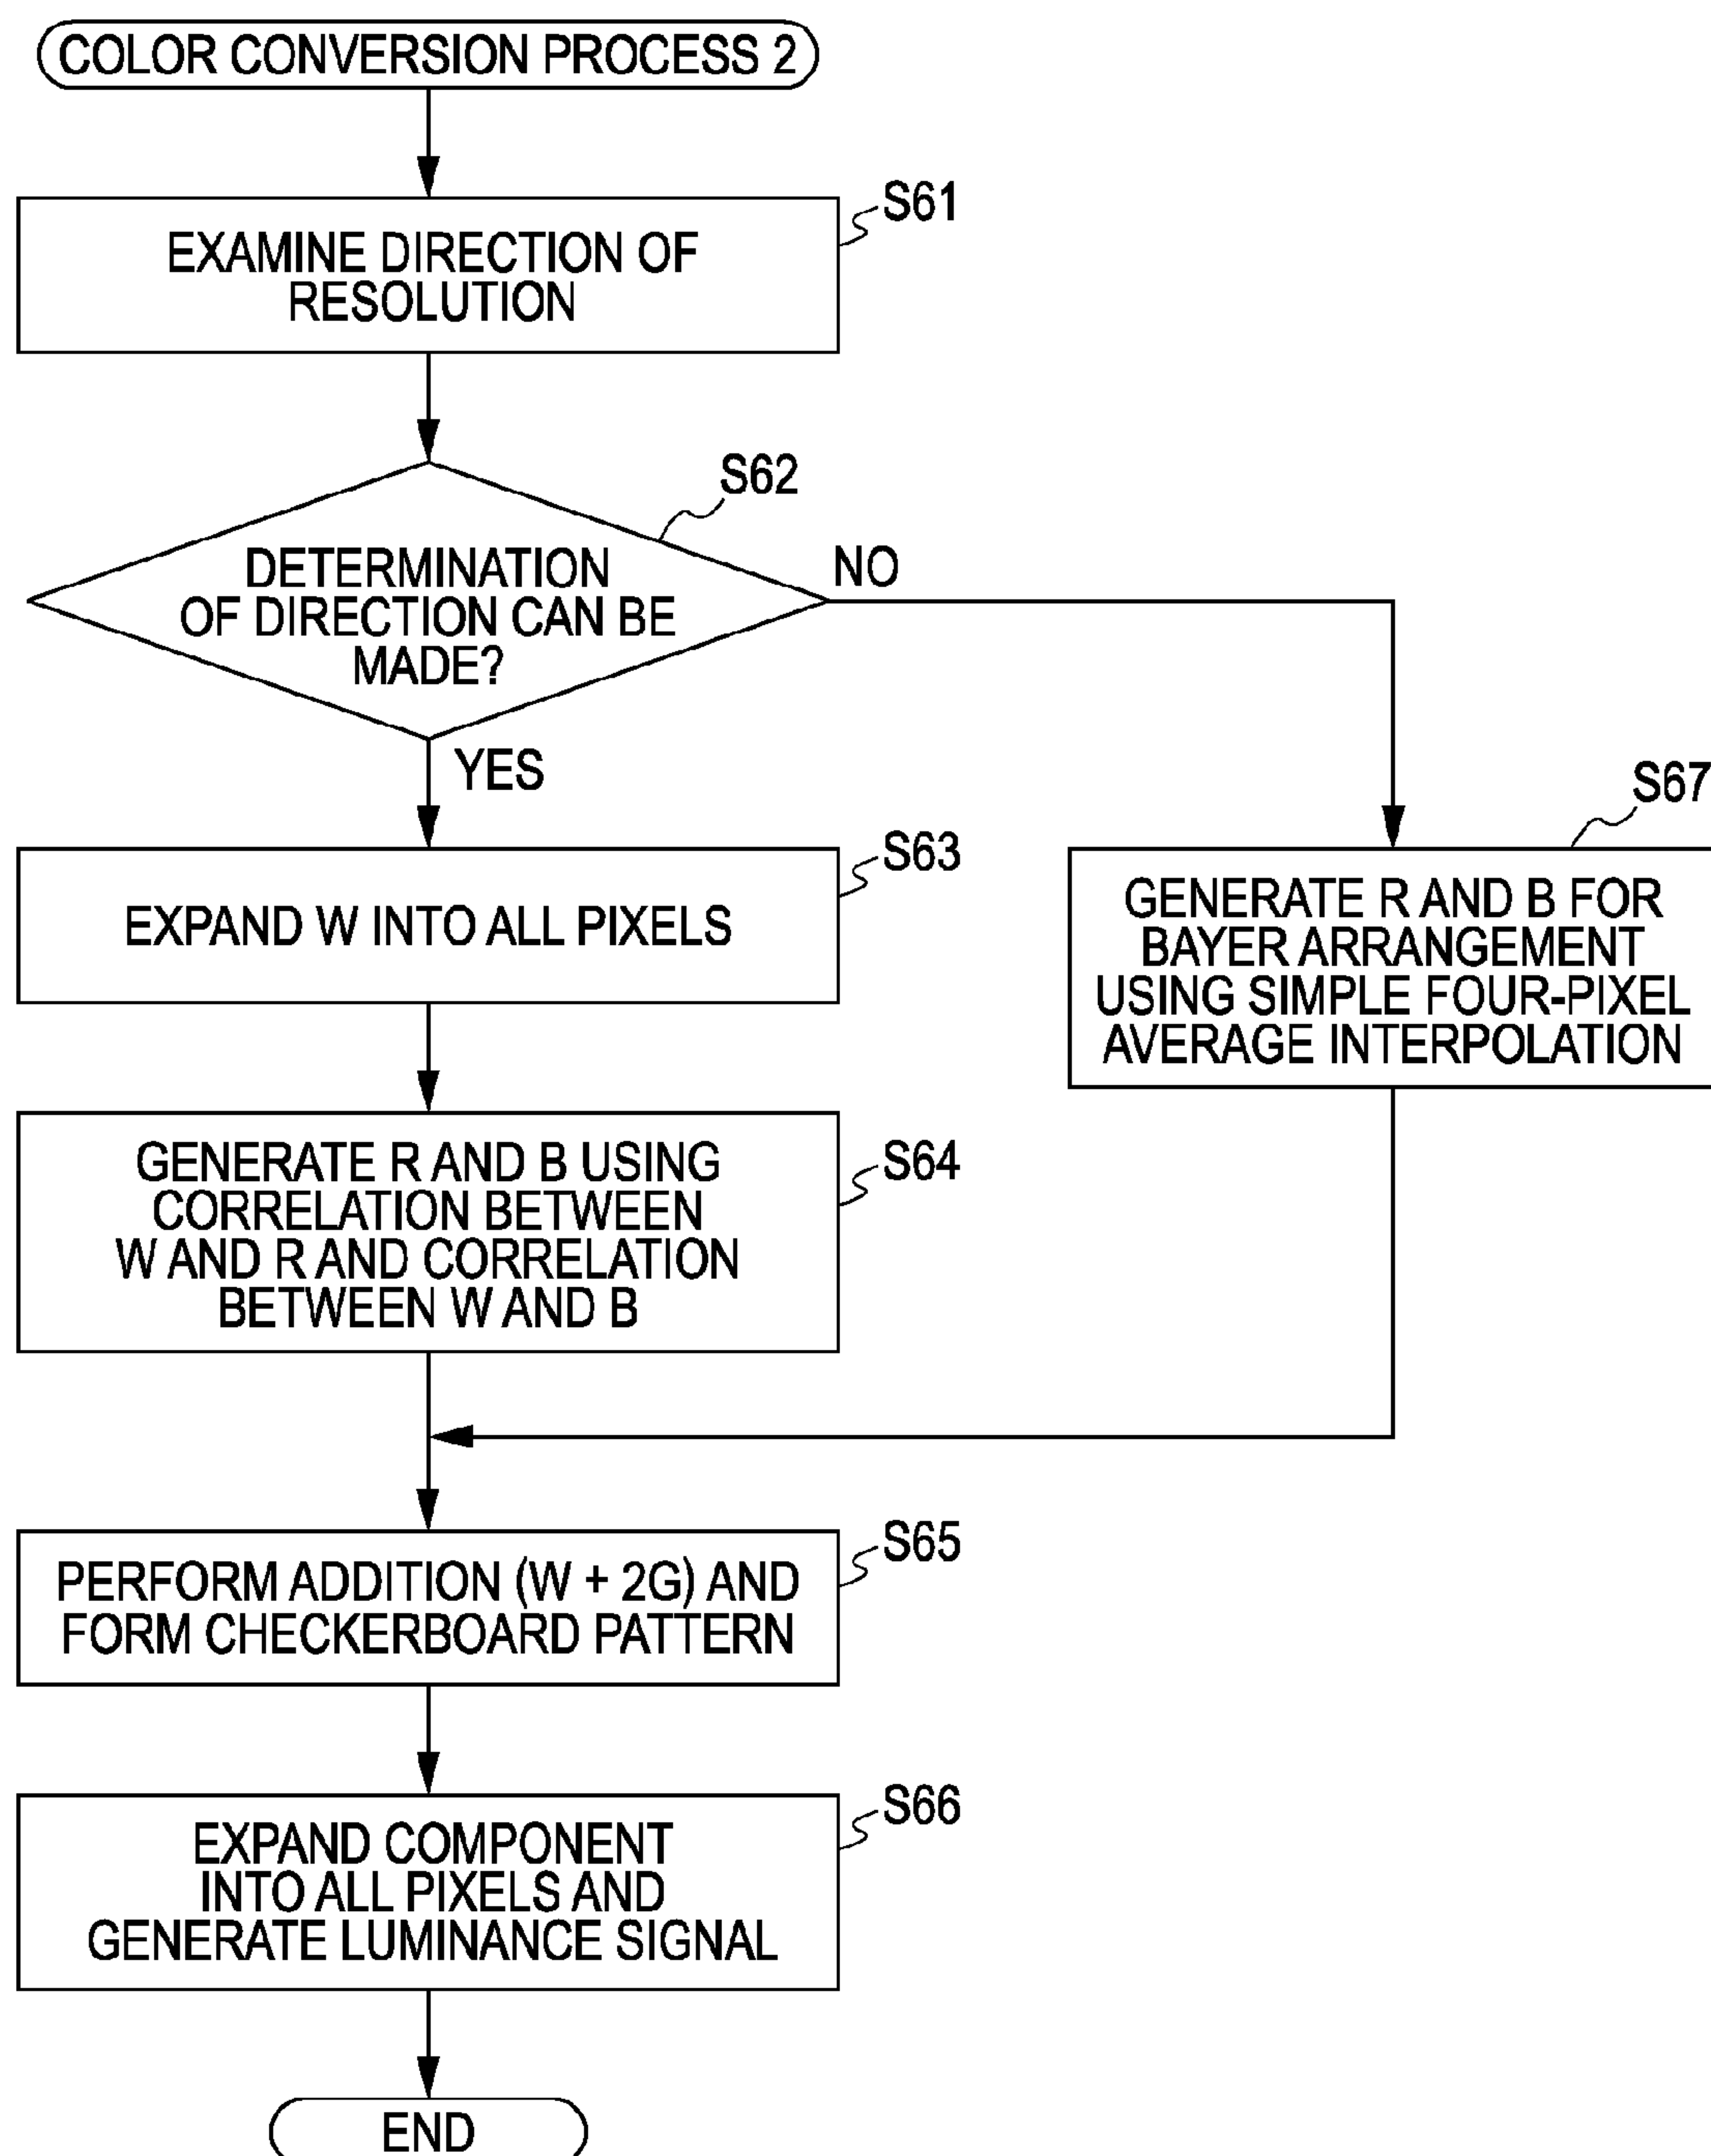 COLOR CONVERSION PROCESS 2
S61
EXAMINE DIRECTION OF
RESOLUTION
S62
DETERMINATION
OF DIRECTION CAN BE
MADE?
NO
YES
S63
EXPAND W INTO ALL PIXELS
S67
GENERATE R AND B FOR
BAYER ARRANGEMENT
USING SIMPLE FOUR-PIXEL
AVERAGE INTERPOLATION
S64
GENERATE R AND B USING
CORRELATION BETWEEN
W AND R AND CORRELATION
BETWEEN W AND B
S65
PERFORM ADDITION (W + 2G) AND
FORM CHECKERBOARD PATTERN
S66
EXPAND COMPONENT
INTO ALL PIXELS AND
GENERATE LUMINANCE SIGNAL
END